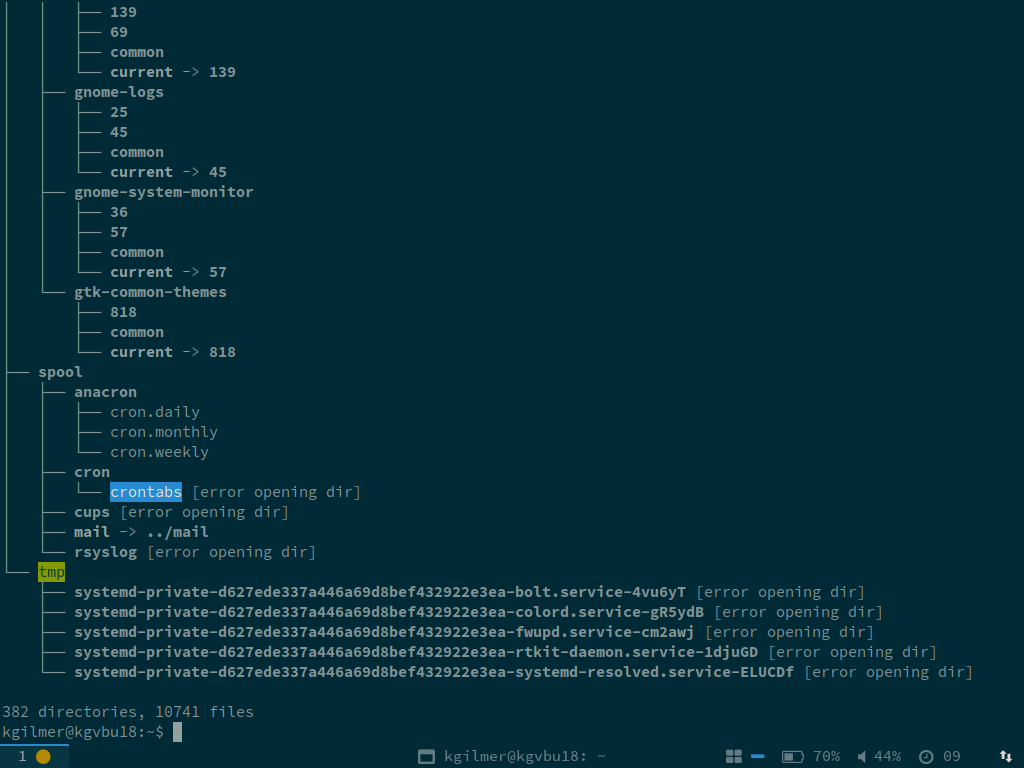 │   │   ├── 139
│   │   ├── 69
│   │   ├── common
│   │   └── current -> 139
│   ├── gnome-logs
│   │   ├── 25
│   │   ├── 45
│   │   ├── common
│   │   └── current -> 45
│   ├── gnome-system-monitor
│   │   ├── 36
│   │   ├── 57
│   │   ├── common
│   │   └── current -> 57
│   └── gtk-common-themes
│       ├── 818
│       ├── common
│       └── current -> 818
├── spool
│   ├── anacron
│   │   ├── cron.daily
│   │   ├── cron.monthly
│   │   └── cron.weekly
│   ├── cron
│   │   └── crontabs [error opening dir]
│   ├── cups [error opening dir]
│   ├── mail -> ../mail
│   └── rsyslog [error opening dir]
└── tmp
    ├── systemd-private-d627ede337a446a69d8bef432922e3ea-bolt.service-4vu6yT [error opening dir]
    ├── systemd-private-d627ede337a446a69d8bef432922e3ea-colord.service-gR5ydB [error opening dir]
    ├── systemd-private-d627ede337a446a69d8bef432922e3ea-fwupd.service-cm2awj [error opening dir]
    ├── systemd-private-d627ede337a446a69d8bef432922e3ea-rtkit-daemon.service-1djuGD [error opening dir]
    └── systemd-private-d627ede337a446a69d8bef432922e3ea-systemd-resolved.service-ELUCDf [error opening dir]
382 directories, 10741 files
kgilmer@kgvbu18:~$
1 kgilmer@kgvbu18: ~ 70% 44% 09